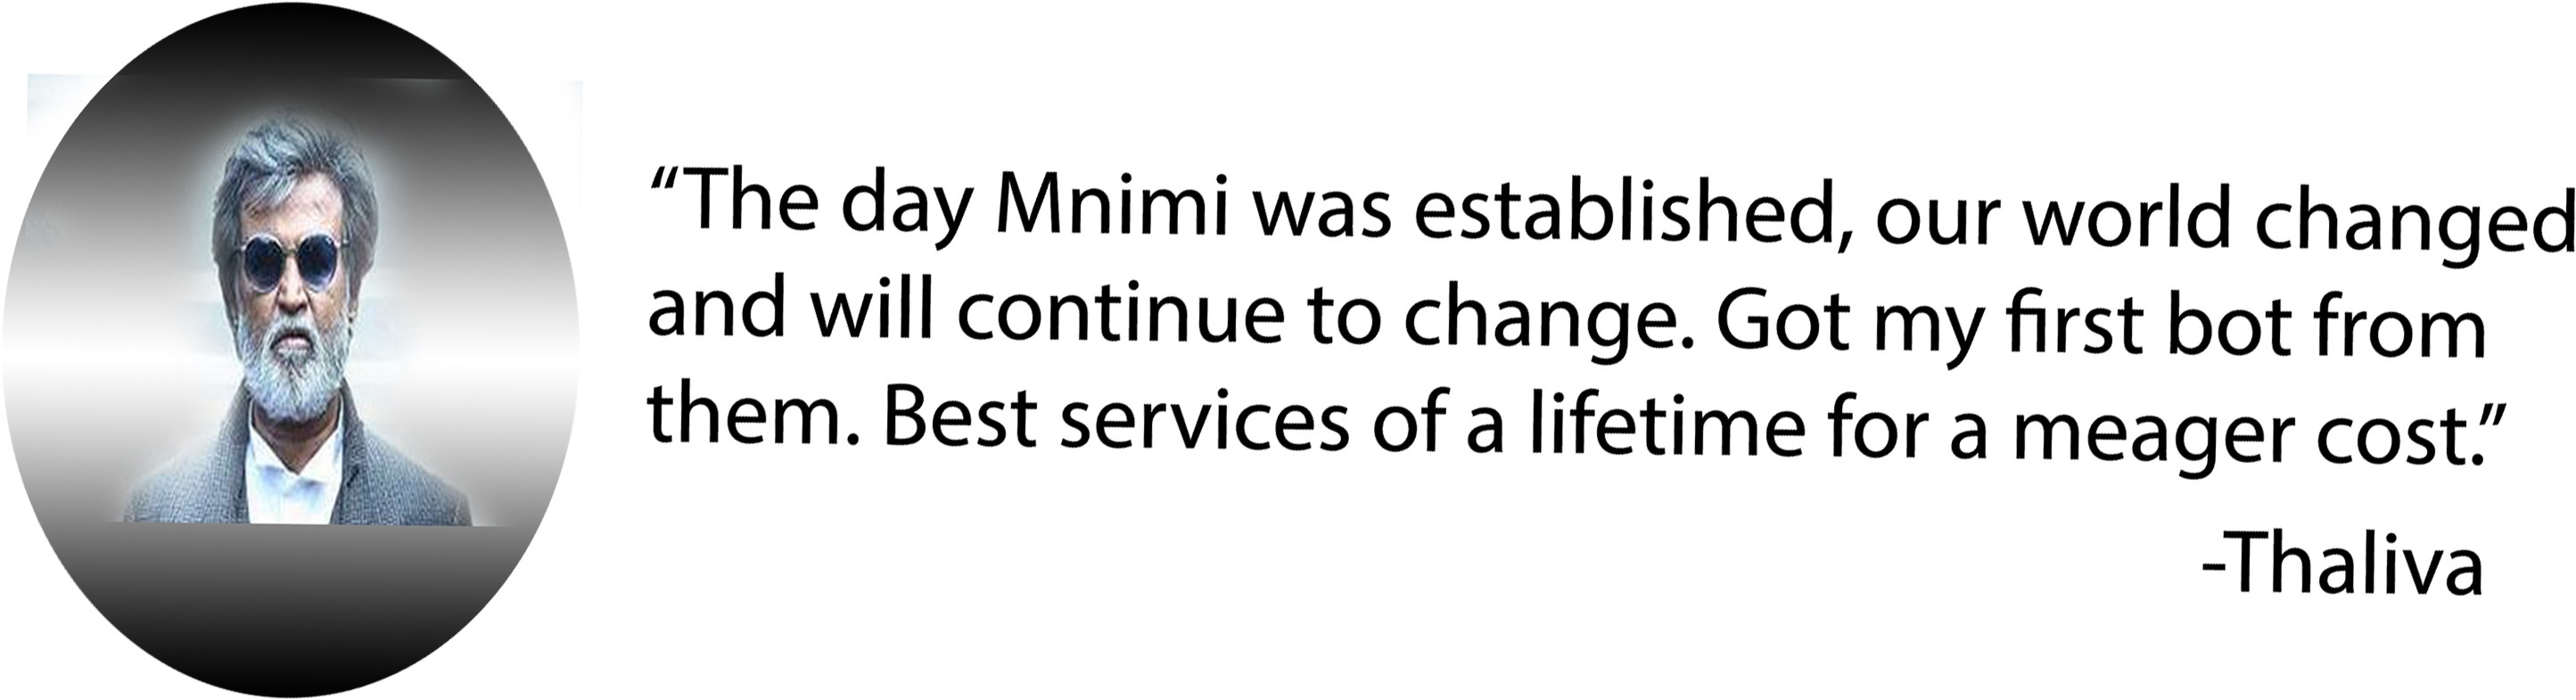 “The day Mnimi was established, our world changed
and will continue to change. Got my first bot from
them. Best services of a lifetime for a meager cost.”
-Thaliva